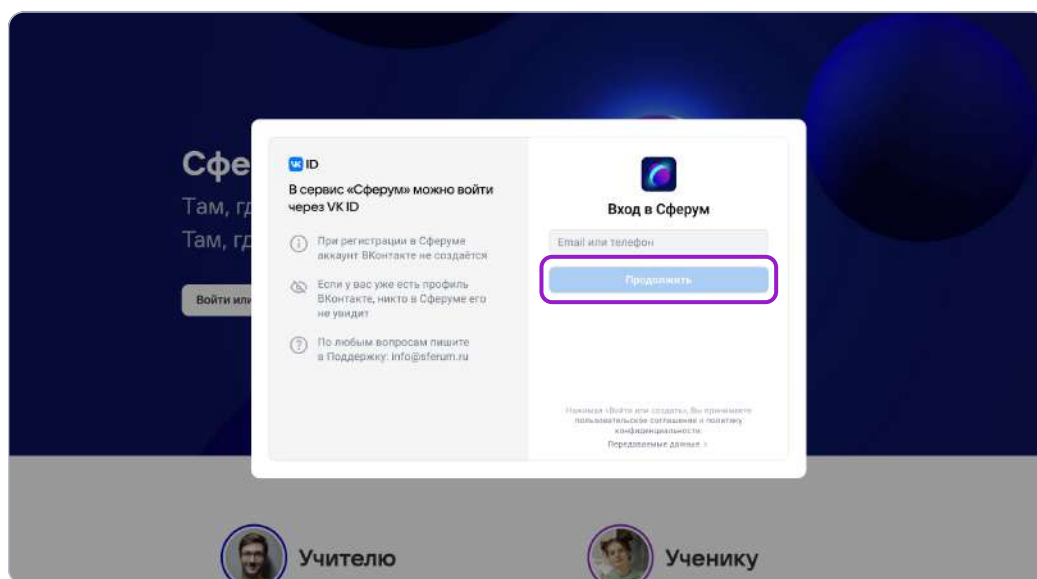 Сфе
Там, гд
Там, гд
Войти или
VK ID
В сервис «Сферум» можно войти
через VK ID
При регистрации в Сферуме
аккаунт ВКонтакте не создаётся
Если у вас уже есть профиль
ВКонтакте, никто в Сферуме его
не увидит
По любым вопросам пишите
в Поддержку: info@sferum.ru
Вход в Сферум
Email или телефон
Продолжить
Нажимая «Войти или создать», Вы принимаете
пользовательское соглашение и политику
конфиденциальности.
Передаваемые данные >
Учителю
Ученику